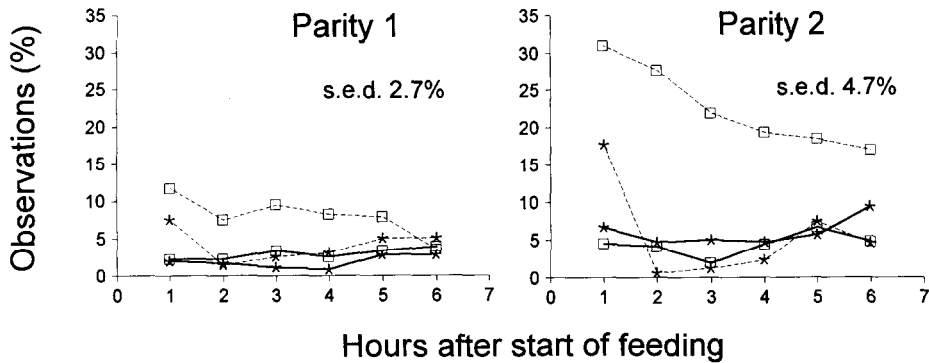 Parity 1
Parity 2
s.e.d. 2.7%
s.e.d. 4.7%
Observations (%)
35
30
25
20
15
10
5
0
35
30
25
20
15
10
5
0
0 1 2 3 4 5 6 7
0 1 2 3 4 5 6 7
Hours after start of feeding